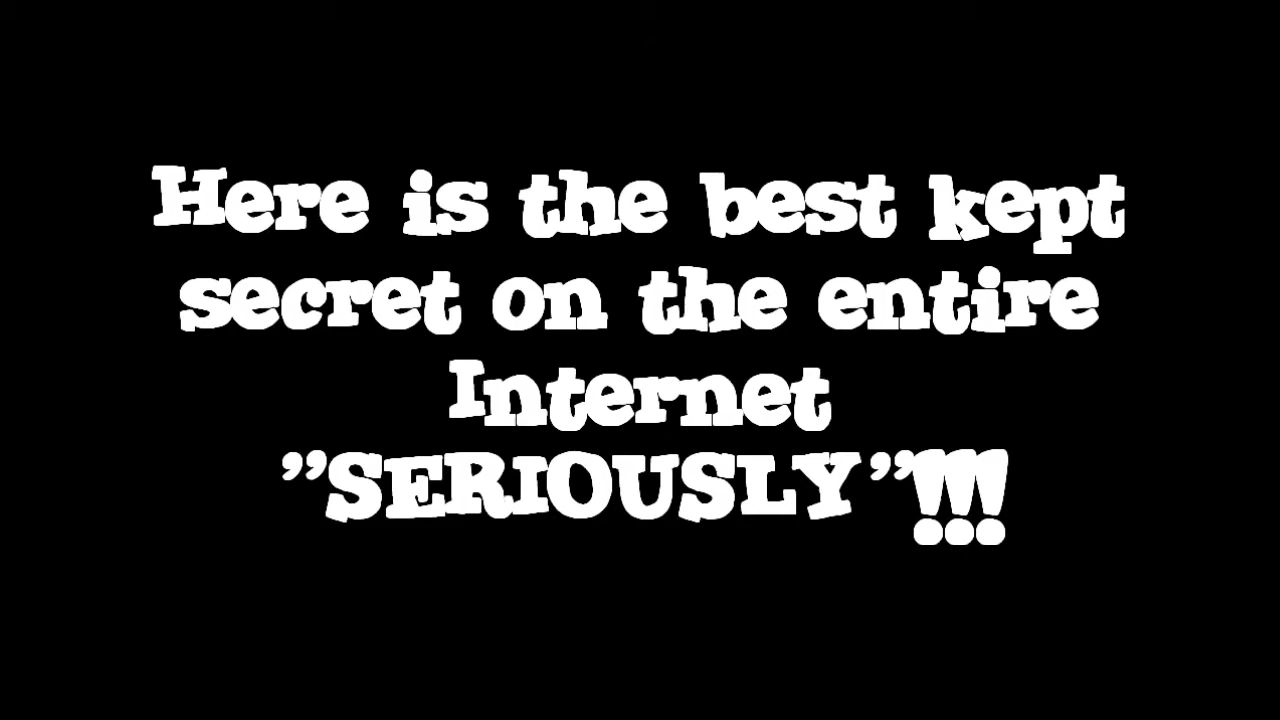 Here is the best kept
secret on the entire
Internet
"SERIOUSLY"!!!